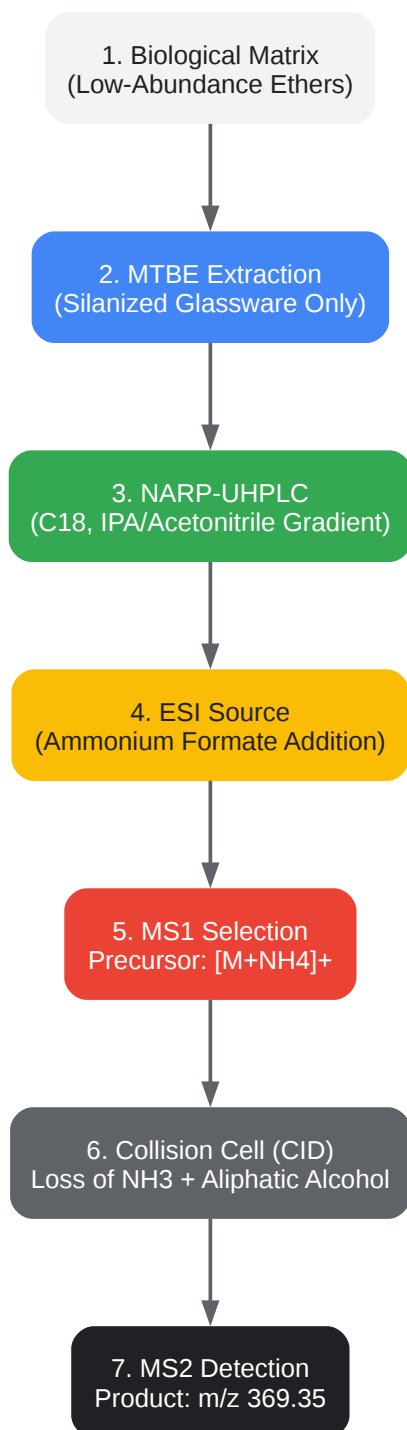 1. Biological Matrix
(Low-Abundance Ethers)
2. MTBE Extraction
(Silanized Glassware Only)
3. NARP-UHPLC
(C18, IPA/Acetonitrile Gradient)
4. ESI Source
(Ammonium Formate Addition)
5. MS1 Selection
Precursor: [M+NH4]+
6. Collision Cell (CID)
Loss of NH3 + Aliphatic Alcohol
7. MS2 Detection
Product: m/z 369.35